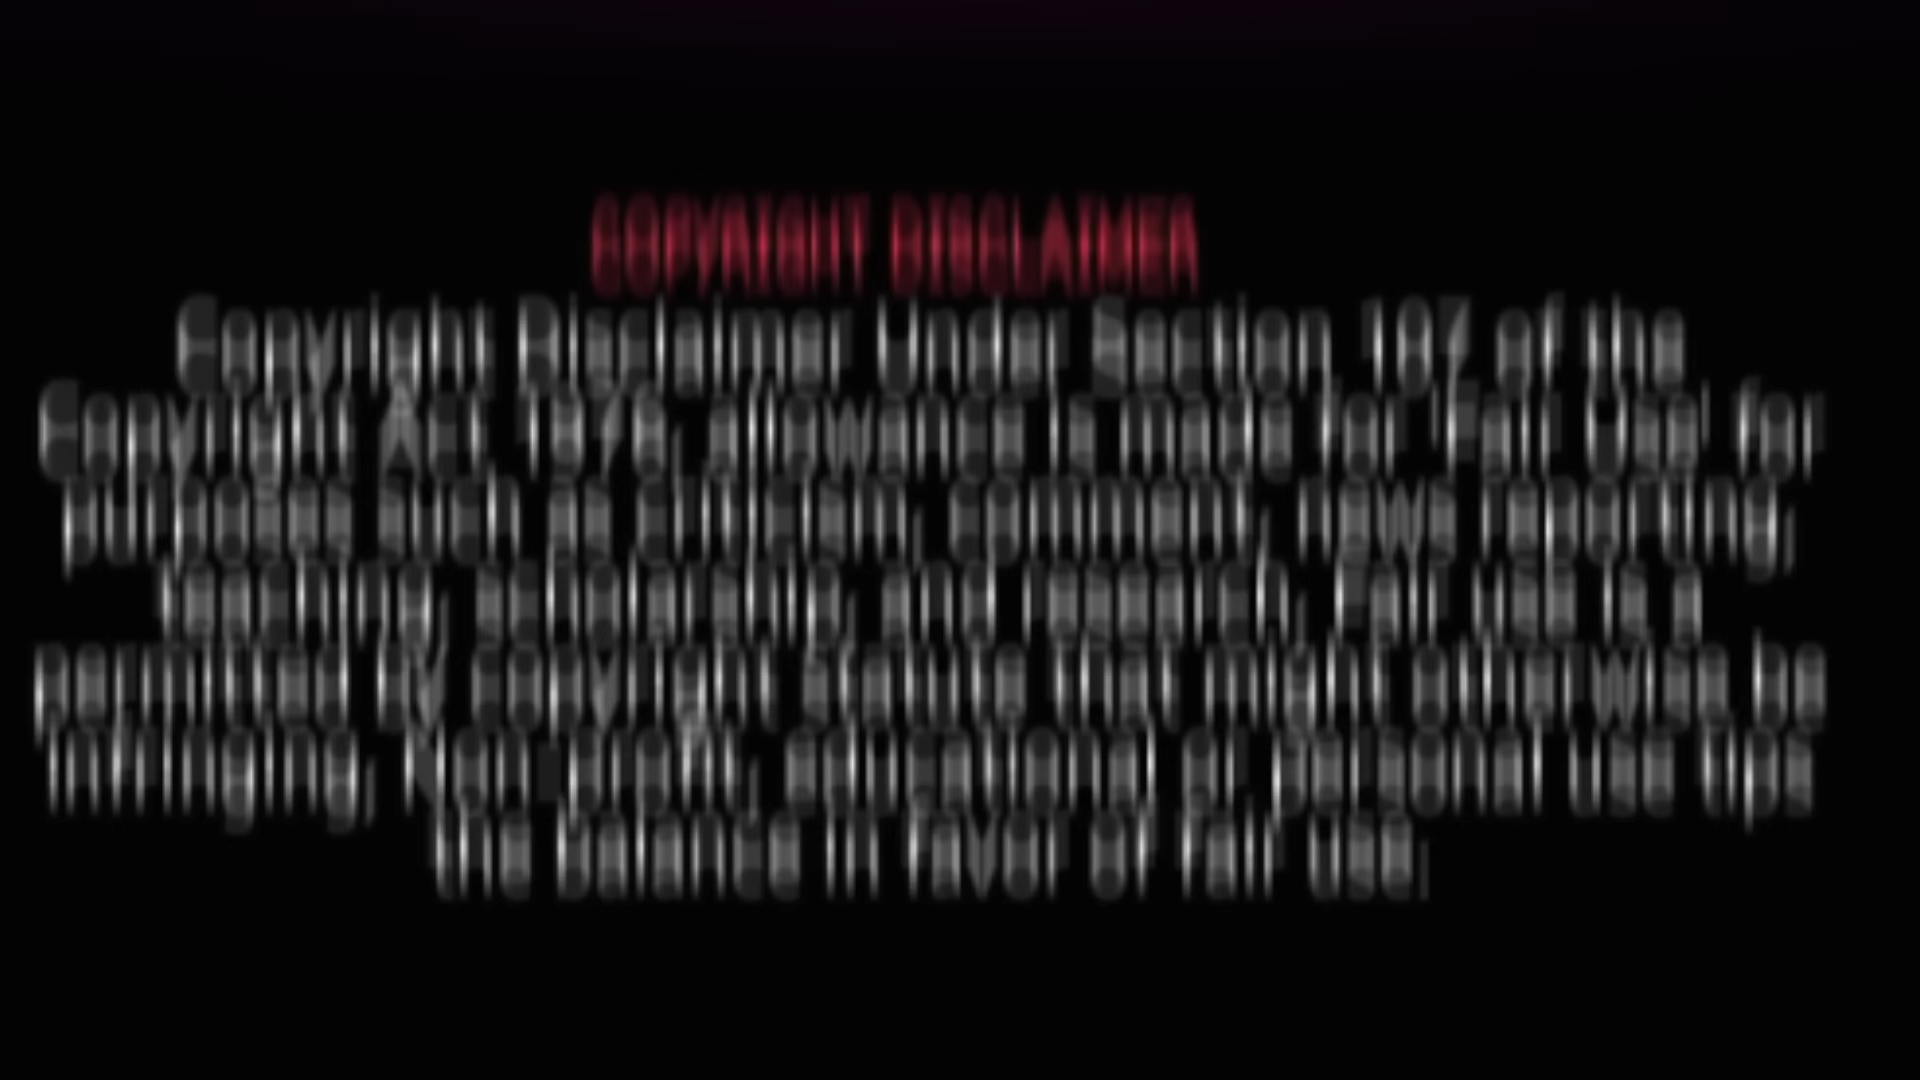 COPYRIGHT DISCLAIMER
Copyright Disclaimer Under Section 107 of the
Copyright Act 1976, allowance is made for "Fair Use" for
purposes such as criticism, comment, news reporting,
teaching, scholarship, and research, Fair use is a
permitted by copyright statute that might otherwise be
infringing, Non-profit, educational or personal use tips
the balance in favor of fair use.